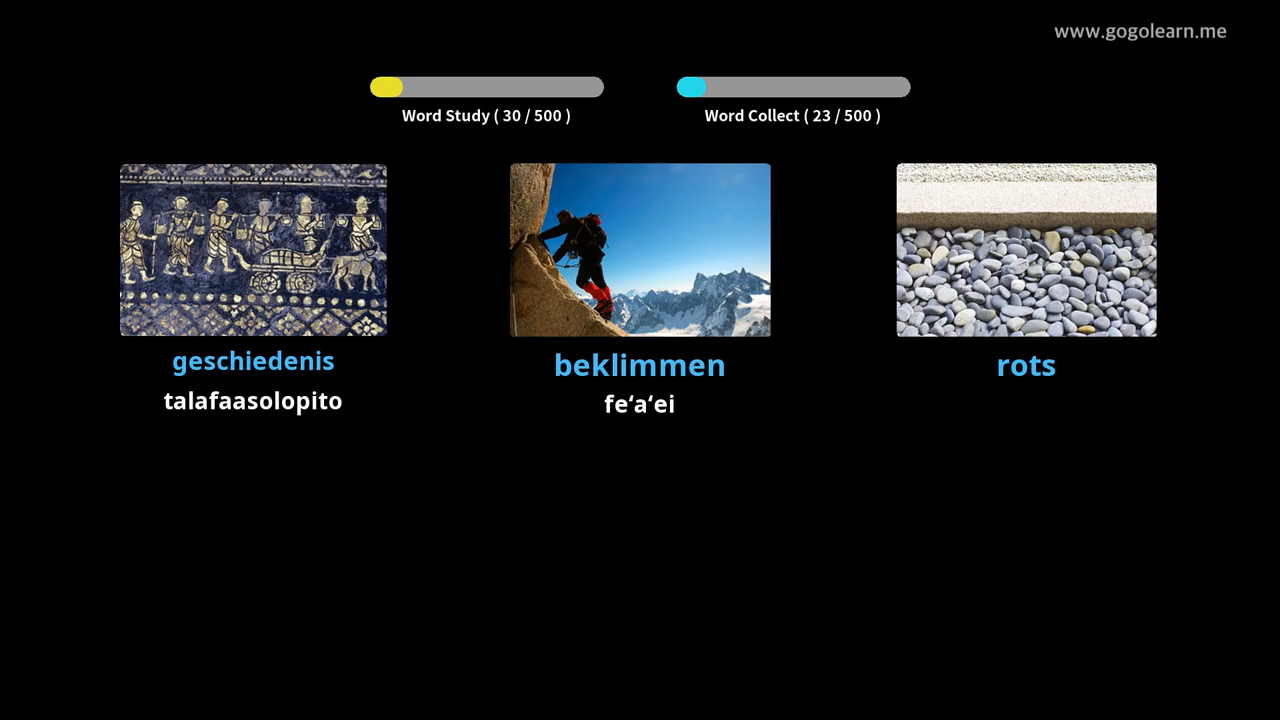 www.gogolearn.me
Word Study ( 30 / 500 )
Word Collect ( 23 / 500 )
geschiedenis
beklimmen
rots
talafaasolopito
fe‘a‘ei